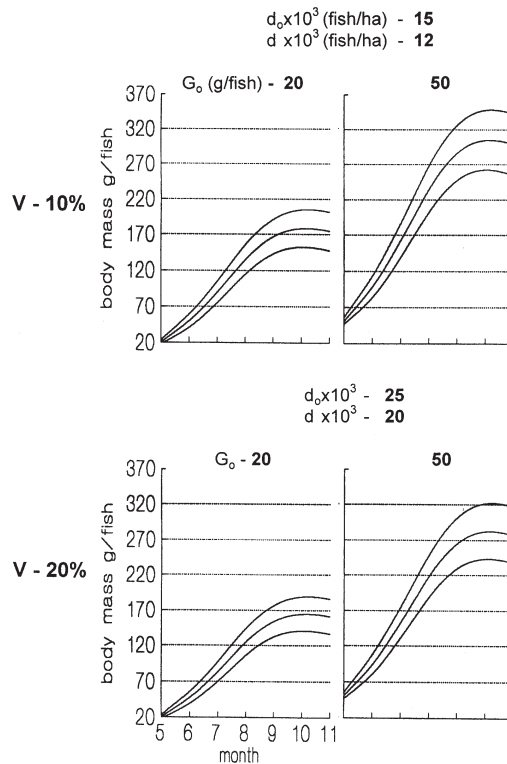 dₒx10³ (fish/ha) - 15
d x10³ (fish/ha) - 12
Gₒ (g/fish) - 20
50
V - 10%
body mass g/fish
370
320
270
220
170
120
70
20
dₒx10³ - 25
d x10³ - 20
Gₒ - 20
50
V - 20%
body mass g/fish
370
320
270
220
170
120
70
20
5 6 7 8 9 10 11
month